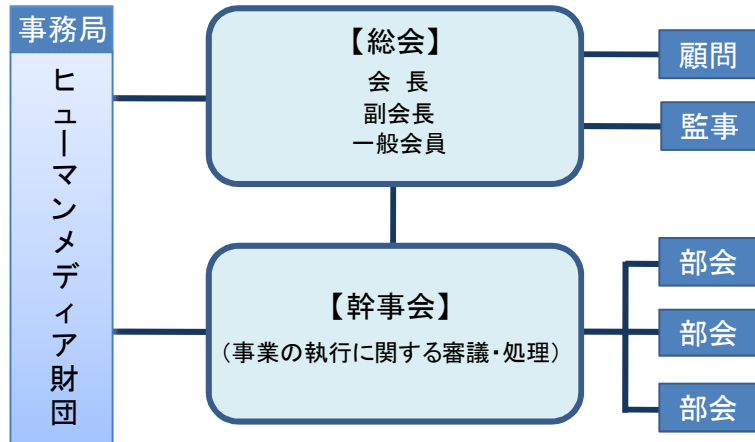 事務局
ヒューマンメディア財団
【総会】
会 長
副会長
一般会員
顧問
監事
【幹事会】
（事業の執行に関する審議・処理）
部会
部会
部会